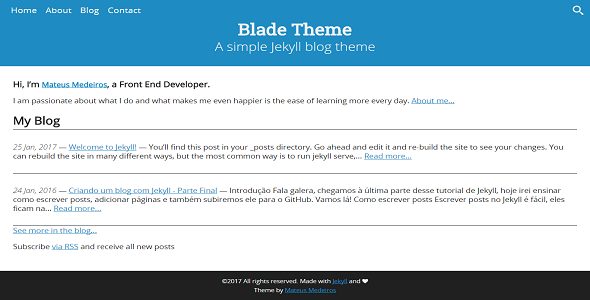 Home About Blog Contact
Blade Theme
A simple Jekyll blog theme
Hi, I'm Mateus Medeiros, a Front End Developer.
I am passionate about what I do and what makes me even happier is the ease of learning more every day. About me...
My Blog
25 Jan, 2017 — Welcome to Jekyll! — You'll find this post in your _posts directory. Go ahead and edit it and re-build the site to see your changes. You
can rebuild the site in many different ways, but the most common way is to run jekyll serve,... Read more...
24 Jan, 2016 — Criando um blog com Jekyll - Parte Final — Introdução Fala galera, chegamos à última parte desse tutorial de Jekyll, hoje irei ensinar
como escrever posts, adicionar páginas e também subiremos ele para o GitHub. Vamos lá! Como escrever posts Escrever posts no Jekyll é fácil, eles
ficam na... Read more...
See more in the blog...
Subscribe via RSS and receive all new posts
©2017 All rights reserved. Made with Jekyll and ❤
Theme by Mateus Medeiros